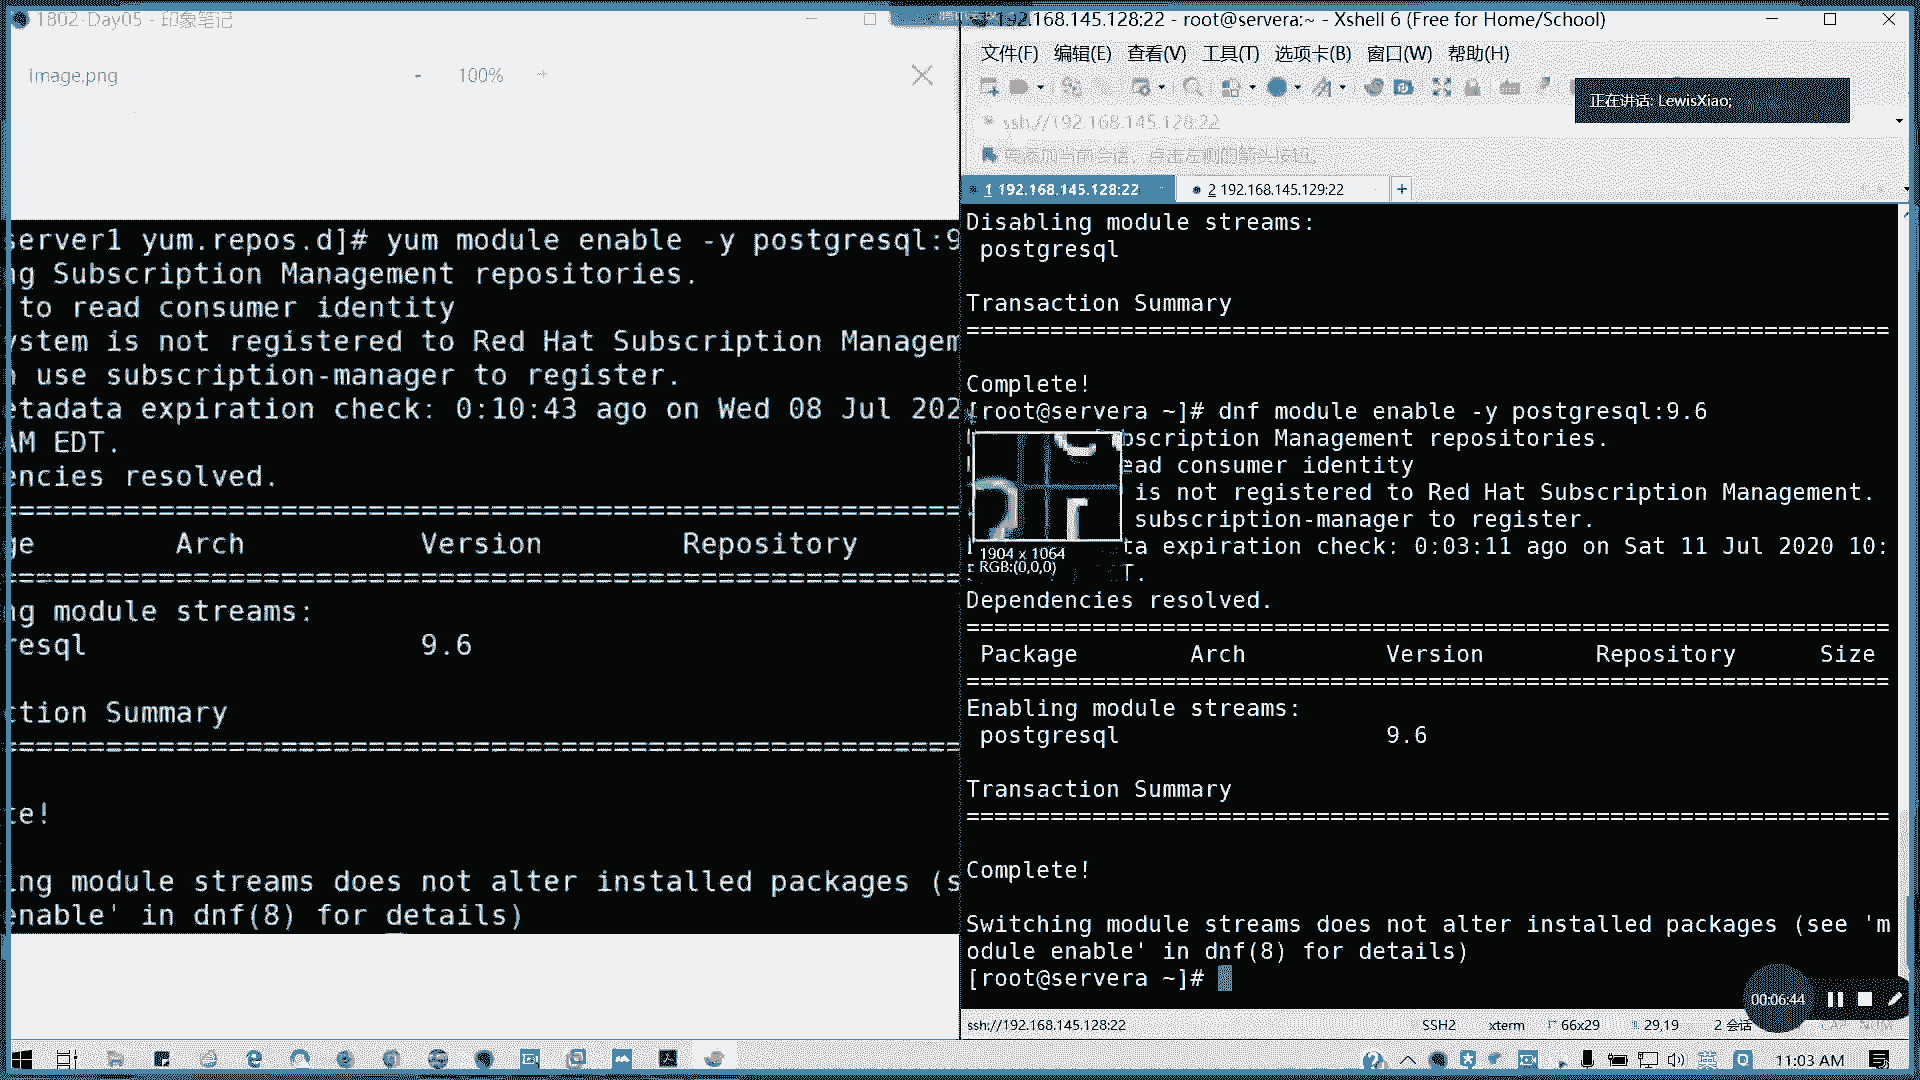 1802-Day05 - 印象笔记
Image.png
- 100% +
server1 yum.repos.d]# yum module enable -y postgresql:9
ng Subscription Management repositories.
to read consumer identity
ystem is not registered to Red Hat Subscription Managem
use subscription-manager to register.
etadata expiration check: 0:10:43 ago on Wed 08 Jul 202
AM EDT.
encies resolved.
ge Arch Version Repository
ng module streams:
resql 9.6
ction Summary
te!
ing module streams does not alter installed packages (s
enable' in dnf(8) for details)
192.168.145.128:22 - root@servera:~ - Xshell 6 (Free for Home/School)
文件(F) 编辑(E) 查看(V) 工具(T) 选项卡(B) 窗口(W) 帮助(H)
正在讲话: LewisXiao;
ssh://192.168.145.128:22
要添加当前会话，点击左侧的箭头按钮。
1 192.168.145.128:22 2 192.168.145.129:22 +
Disabling module streams:
postgresql
Transaction Summary
================================================================
Complete!
[root@servera ~]# dnf module enable -y postgresql:9.6
bscription Management repositories.
ead consumer identity
is not registered to Red Hat Subscription Management.
subscription-manager to register.
ta expiration check: 0:03:11 ago on Sat 11 Jul 2020 10:
T.
1904 x 1064
RGB:(0,0,0)
Dependencies resolved.
================================================================
Package Arch Version Repository Size
================================================================
Enabling module streams:
postgresql 9.6
Transaction Summary
================================================================
Complete!
Switching module streams does not alter installed packages (see 'm
odule enable' in dnf(8) for details)
[root@servera ~]#
00:06:44
ssh://192.168.145.128:22 SSH2 xterm 66x29 29,19 2 会话 CAP NUM
英
11:03 AM